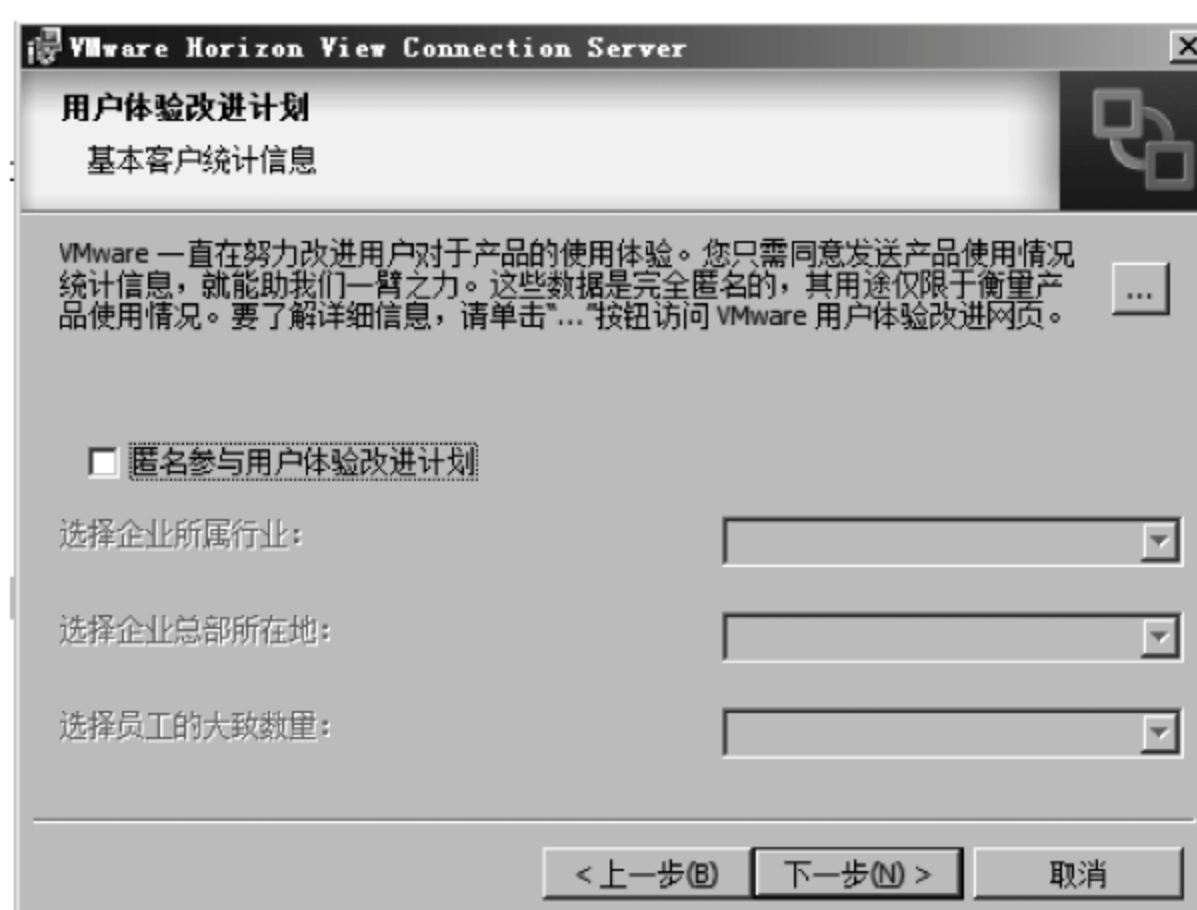 VMware Horizon View Connection Server
用户体验改进计划
基本客户统计信息
VMware 一直在努力改进用户对于产品的使用体验。您只需同意发送产品使用情况
统计信息，就能助我们一臂之力。这些数据是完全匿名的，其用途仅限于衡量产
品使用情况。要了解详细信息，请单击“...”按钮访问 VMware 用户体验改进网页。
...
匿名参与用户体验改进计划
选择企业所属行业：
选择企业总部所在地：
选择员工的大致数量：
< 上一步(B) 下一步(N) > 取消